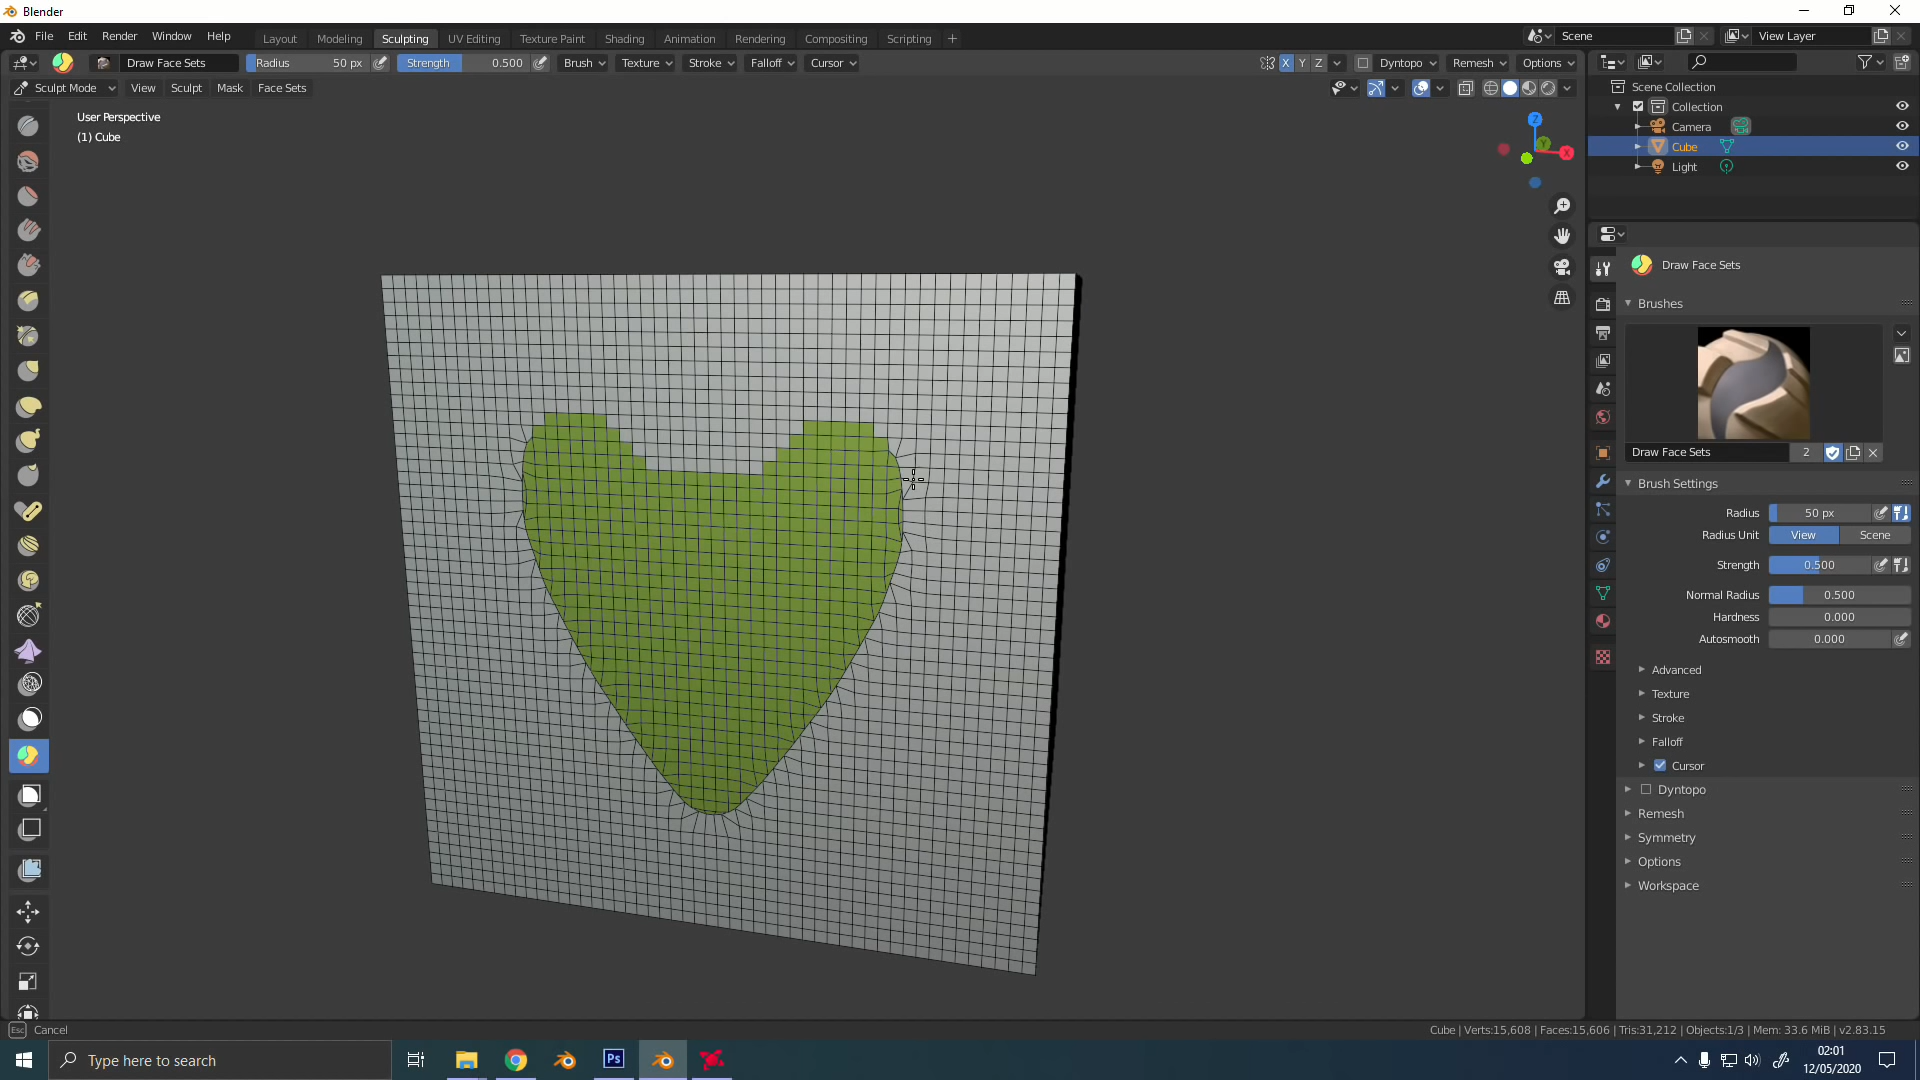 Blender
File Edit Render Window Help
Layout Modeling Sculpting UV Editing Texture Paint Shading Animation Rendering Compositing Scripting +
Scene
View Layer
Draw Face Sets Radius 50 px Strength 0.500 Brush Texture Stroke Falloff Cursor
X Y Z Dyntopo Remesh Options
Sculpt Mode View Sculpt Mask Face Sets
User Perspective
(1) Cube
Z
Y
X
Scene Collection
Collection
Camera
Cube
Light
Draw Face Sets
Brushes
Draw Face Sets 2
Brush Settings
Radius 50 px
Radius Unit View Scene
Strength 0.500
Normal Radius 0.500
Hardness 0.000
Autosmooth 0.000
Advanced
Texture
Stroke
Falloff
Cursor
Dyntopo
Remesh
Symmetry
Options
Workspace
Esc Cancel
Cube | Verts:15,608 | Faces:15,606 | Tris:31,212 | Objects:1/3 | Mem: 33.6 MiB | v2.83.15
Type here to search
Ps
02:01
12/05/2020